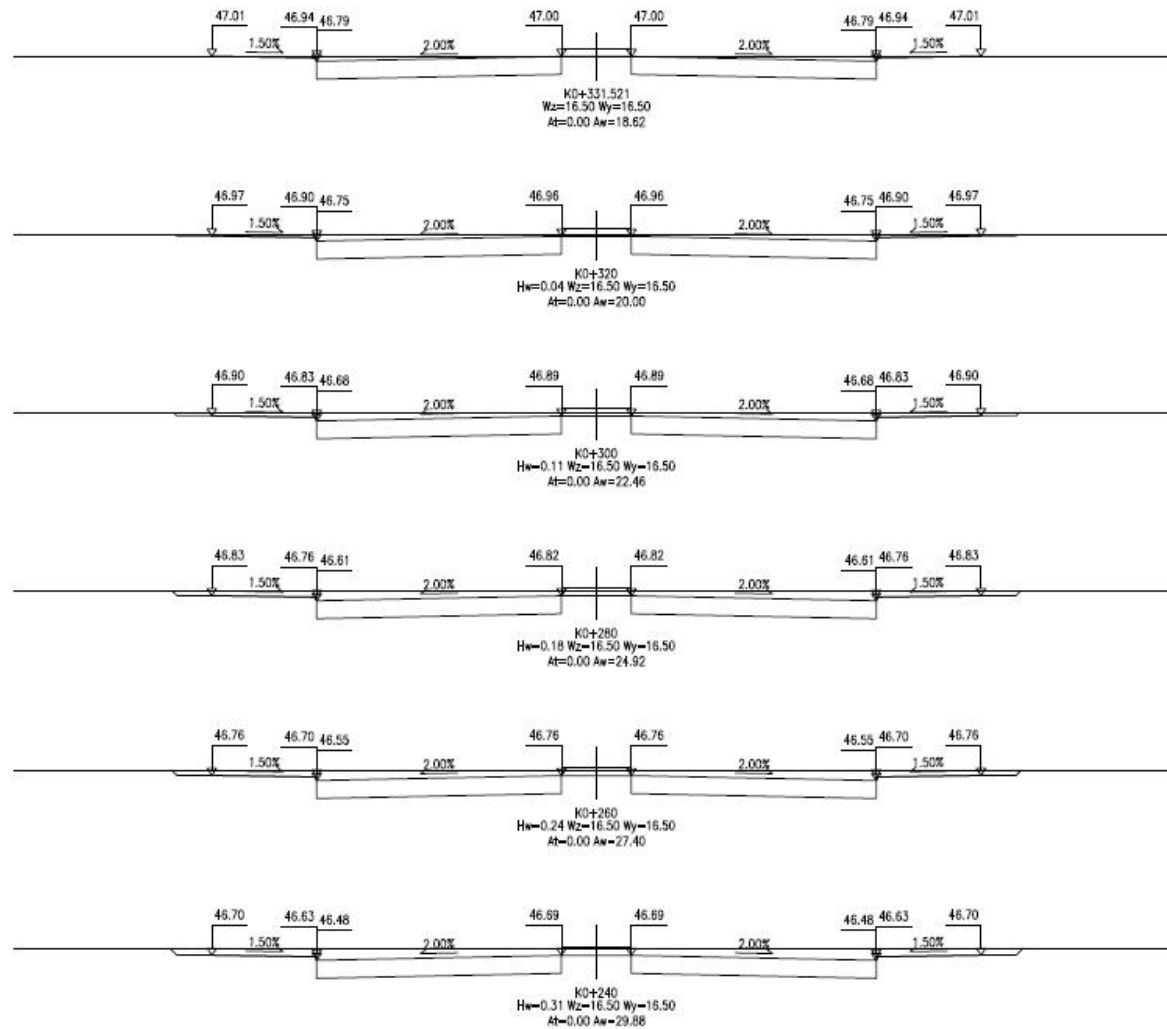 47.01 46.94 46.79 47.00 47.00 46.79 46.94 47.01
1.50% 2.00% 2.00% 1.50%
K0+331.521
Wz=16.50 Wy=16.50
At=0.00 Aw=18.62
46.97 46.90 46.75 46.96 46.96 46.75 46.90 46.97
1.50% 2.00% 2.00% 1.50%
K0+320
Hw=0.04 Wz=16.50 Wy=16.50
At=0.00 Aw=20.00
46.90 46.83 46.68 46.89 46.89 46.68 46.83 46.90
1.50% 2.00% 2.00% 1.50%
K0+300
Hw=0.11 Wz=16.50 Wy=16.50
At=0.00 Aw=22.46
46.83 46.76 46.61 46.82 46.82 46.61 46.76 46.83
1.50% 2.00% 2.00% 1.50%
K0+280
Hw=0.18 Wz=16.50 Wy=16.50
At=0.00 Aw=24.92
46.76 46.70 46.55 46.76 46.76 46.55 46.70 46.76
1.50% 2.00% 2.00% 1.50%
K0+260
Hw=0.24 Wz=16.50 Wy=16.50
At=0.00 Aw=27.40
46.70 46.63 46.48 46.69 46.69 46.48 46.63 46.70
1.50% 2.00% 2.00% 1.50%
K0+240
Hw=0.31 Wz=16.50 Wy=16.50
At=0.00 Aw=29.88